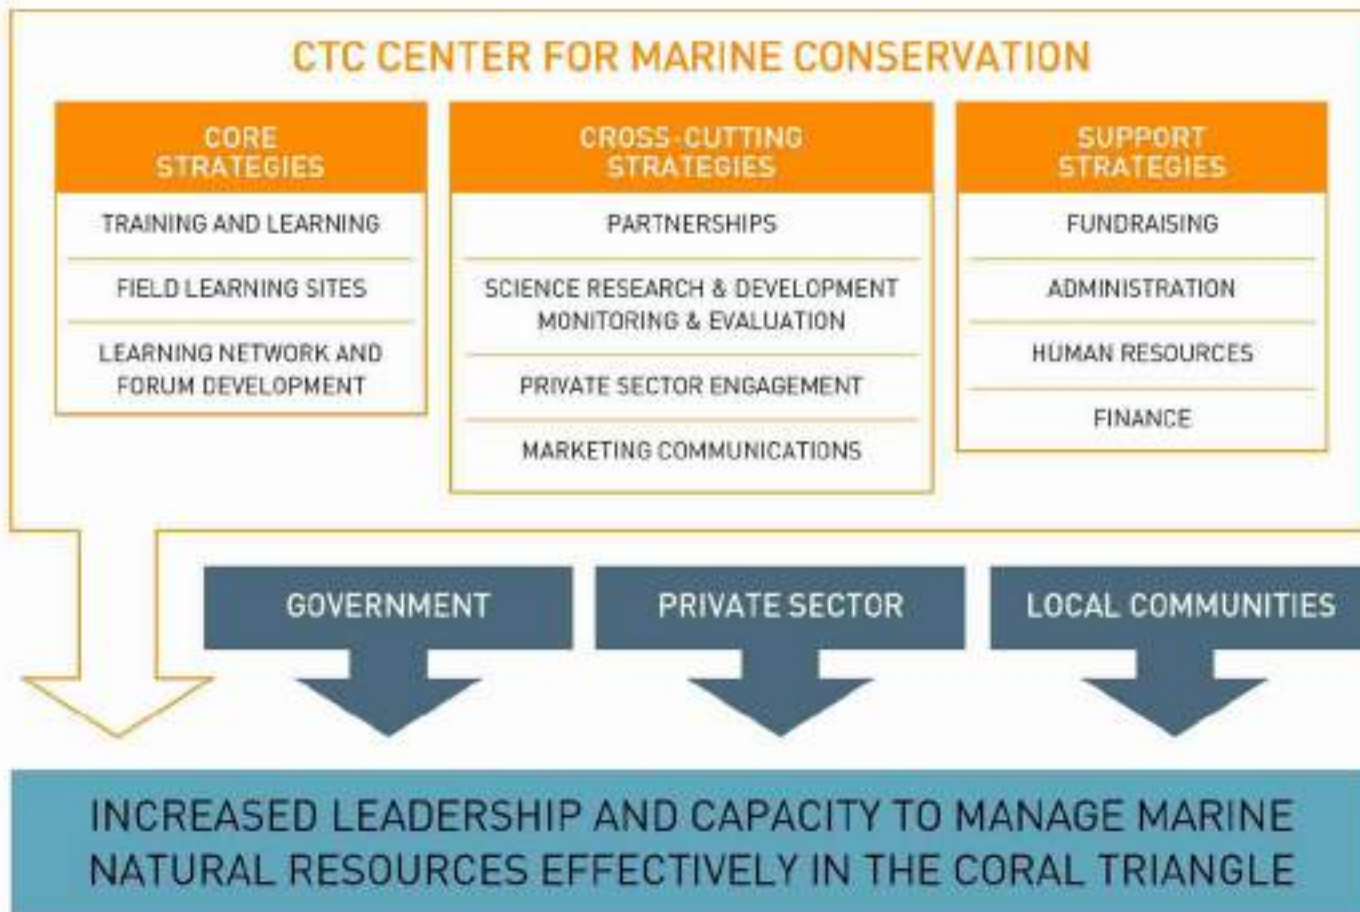 CTC CENTER FOR MARINE CONSERVATION
CORE
STRATEGIES
TRAINING AND LEARNING
FIELD LEARNING SITES
LEARNING NETWORK AND
FORUM DEVELOPMENT
CROSS-CUTTING
STRATEGIES
PARTNERSHIPS
SCIENCE RESEARCH & DEVELOPMENT
MONITORING & EVALUATION
PRIVATE SECTOR ENGAGEMENT
MARKETING COMMUNICATIONS
SUPPORT
STRATEGIES
FUNDRAISING
ADMINISTRATION
HUMAN RESOURCES
FINANCE
GOVERNMENT
PRIVATE SECTOR
LOCAL COMMUNITIES
INCREASED LEADERSHIP AND CAPACITY TO MANAGE MARINE
NATURAL RESOURCES EFFECTIVELY IN THE CORAL TRIANGLE